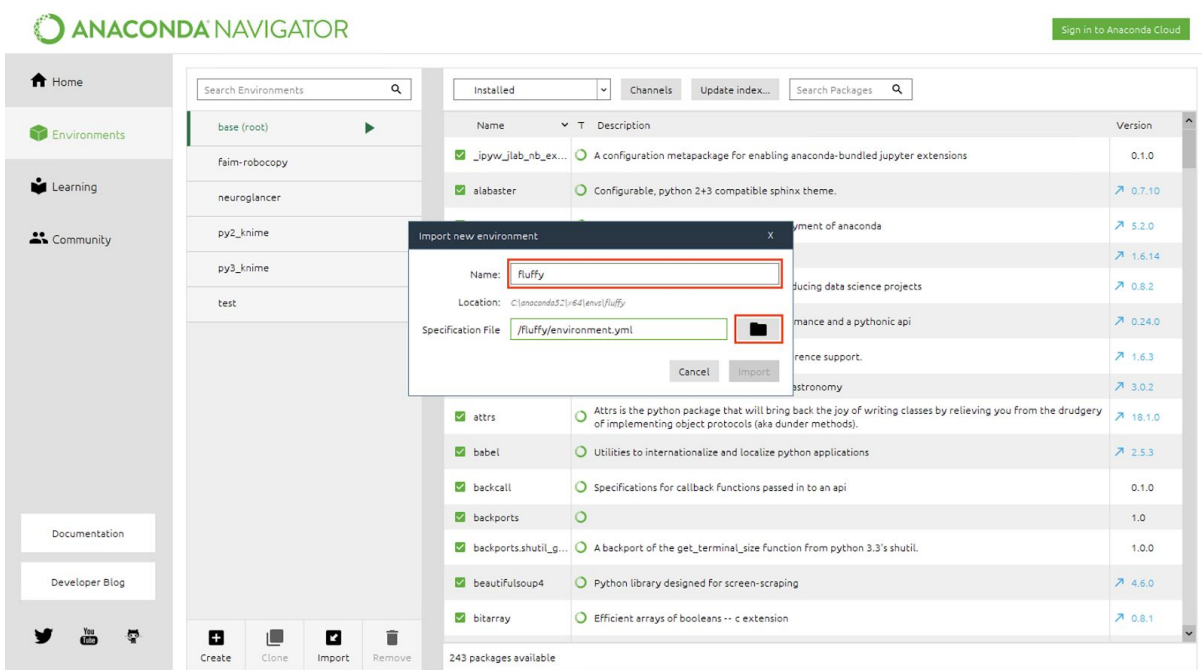 ANACONDA NAVIGATOR
Sign in to Anaconda Cloud
Home
Environments
Learning
Community
Documentation
Developer Blog
You
Tube
Search Environments
base (root)
faim-robocopy
neuroglancer
py2_knime
py3_knime
test
Create
Clone
Import
Remove
Installed
Channels
Update index...
Search Packages
Name T Description Version
_ipyw_jlab_nb_ex... A configuration metapackage for enabling anaconda-bundled jupyter extensions 0.1.0
alabaster Configurable, python 2+3 compatible sphinx theme. 0.7.10
yment of anaconda 5.2.0
1.6.14
ducing data science projects 0.8.2
mance and a pythonic api 0.24.0
rence support. 1.6.3
astronomy 3.0.2
attrs Attrs is the python package that will bring back the joy of writing classes by relieving you from the drudgery
of implementing object protocols (aka dunder methods). 18.1.0
babel Utilities to internationalize and localize python applications 2.5.3
backcall Specifications for callback functions passed in to an api 0.1.0
backports 1.0
backports.shutil_g... A backport of the get_terminal_size function from python 3.3's shutil. 1.0.0
beautifulsoup4 Python library designed for screen-scraping 4.6.0
bitarray Efficient arrays of booleans -- c extension 0.8.1
243 packages available
Import new environment X
Name: fluffy
Location: C:\anaconda52\x64\envs\fluffy
Specification File /fluffy/environment.yml
Cancel
Import